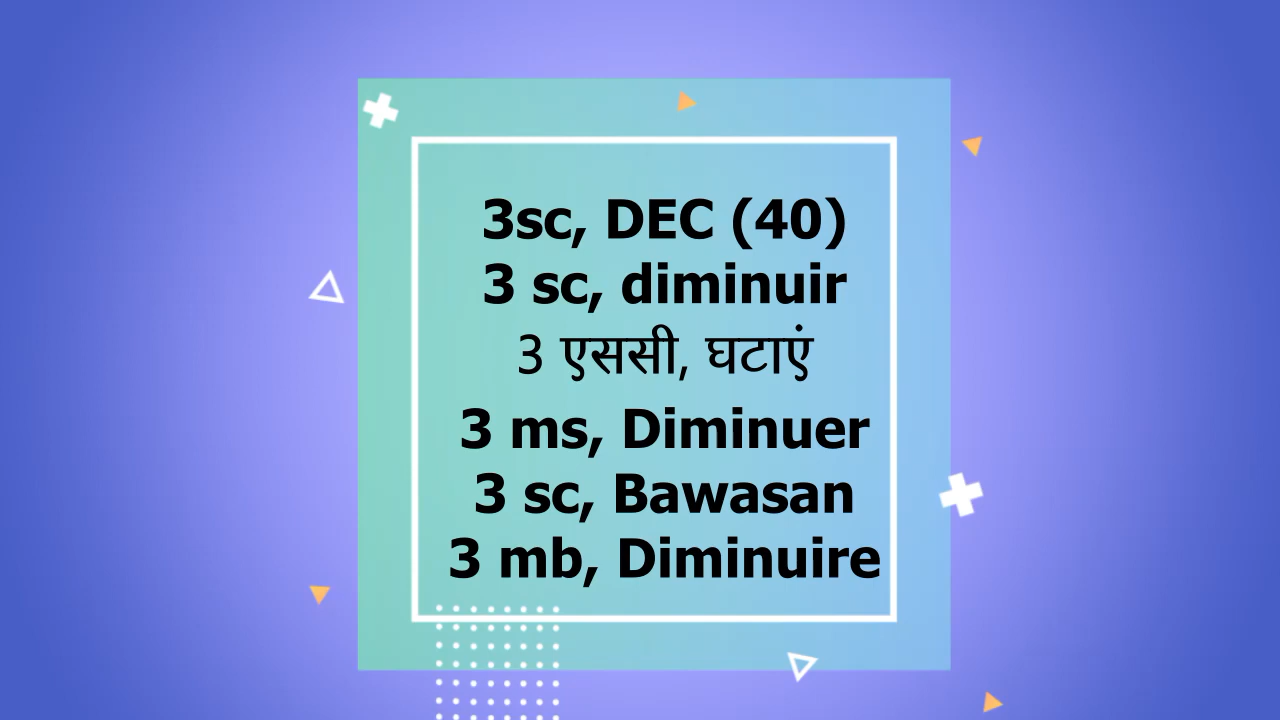 3sc, DEC (40)
3 sc, diminuir
3 एससी, घटाएं
3 ms, Diminuer
3 sc, Bawasan
3 mb, Diminuire